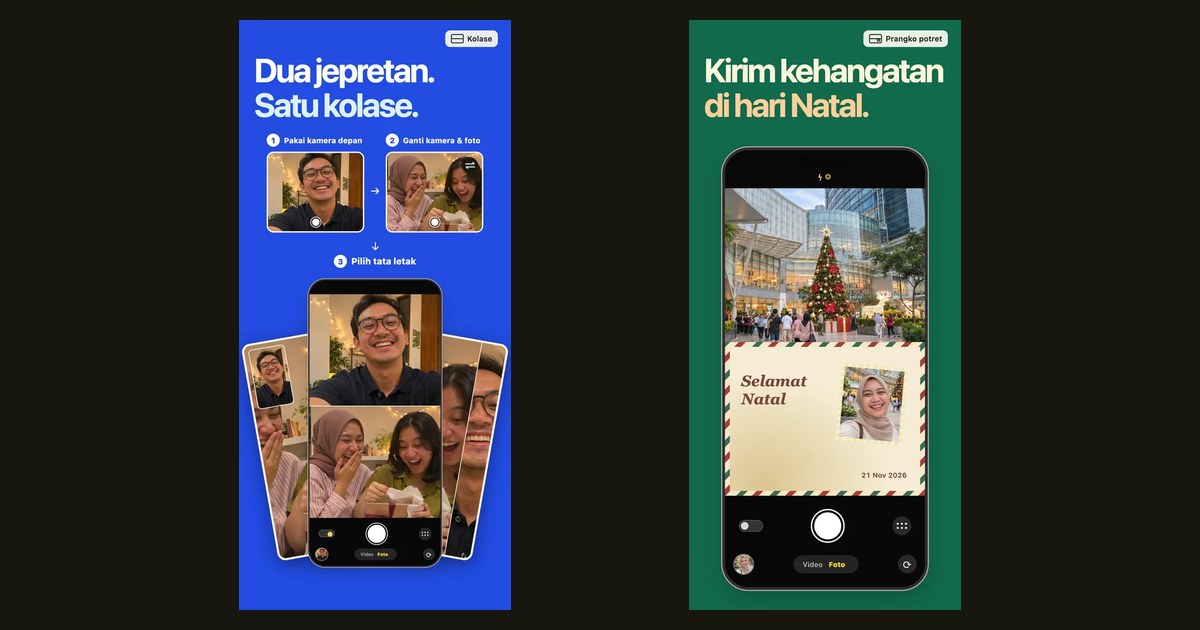 Kolase
Dua jepretan.
Satu kolase.
1 Pakai kamera depan
2 Ganti kamera & foto
3 Pilih tata letak
Video Foto
Prangko potret
Kirim kehangatan
di hari Natal.
Selamat
Natal
21 Nov 2026
Video Foto